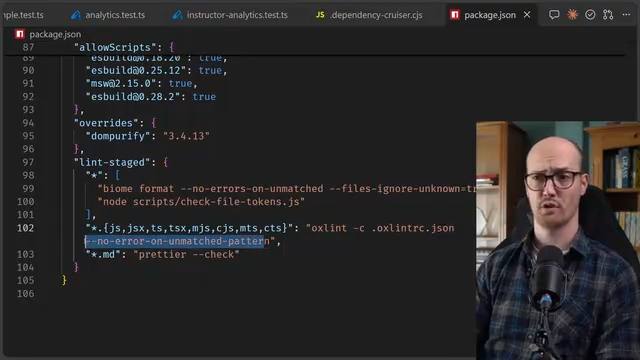 mple.test.ts
analytics.test.ts
instructor-analytics.test.ts
JS .dependency-cruiser.cjs
package.json
package.json
87 "allowScripts": {
89 "esbuild@0.18.20": true,
90 "esbuild@0.25.12": true,
91 "msw@2.15.0": true,
92 "esbuild@0.28.2": true
93 },
94 "overrides": {
95 "dompurify": "3.4.13"
96 },
97 "lint-staged": {
98 "*": [
99 "biome format --no-errors-on-unmatched --files-ignore-unknown=tr
100 "node scripts/check-file-tokens.js"
101 ],
102 "*.{js,jsx,ts,tsx,mjs,cjs,mts,cts}": "oxlint -c .oxlintrc.json
--no-error-on-unmatched-pattern",
103 "*.md": "prettier --check"
104 }
105 }
106